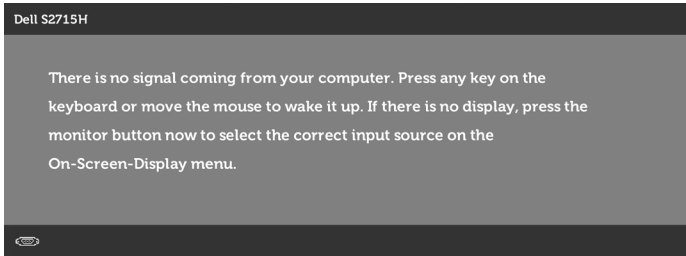 Dell S2715H
There is no signal coming from your computer. Press any key on the
keyboard or move the mouse to wake it up. If there is no display, press the
monitor button now to select the correct input source on the
On-Screen-Display menu.